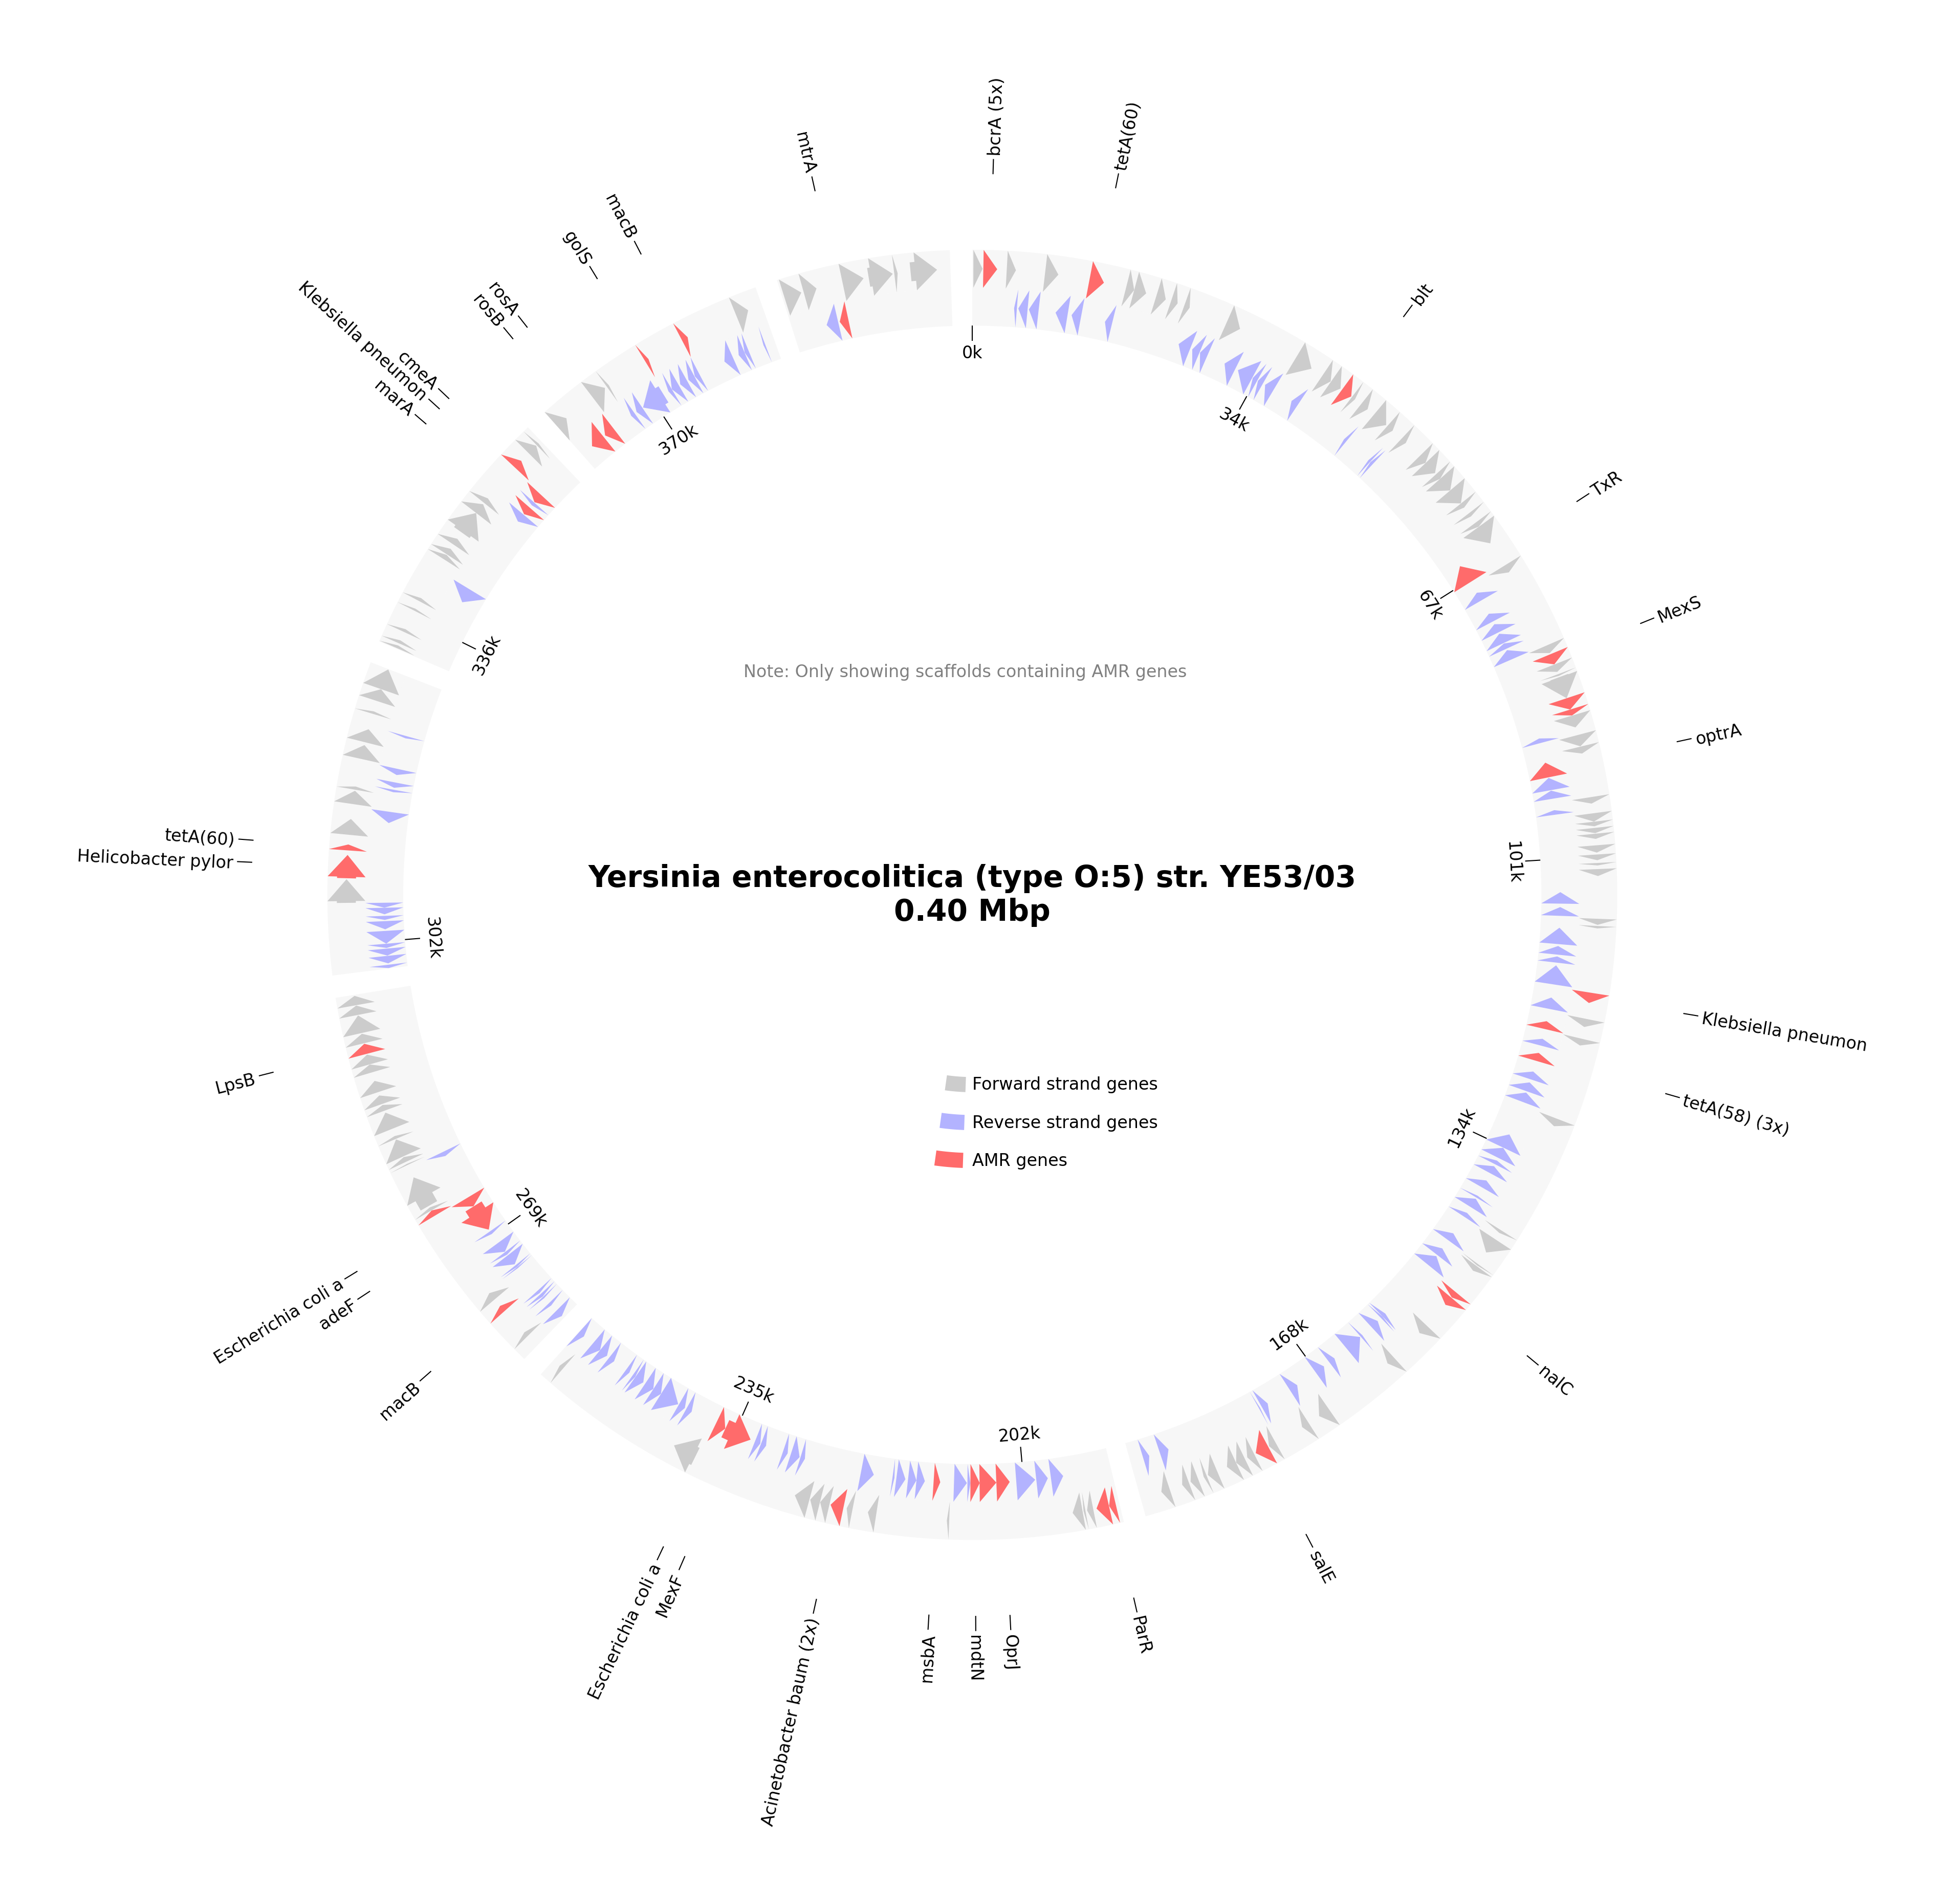 bcrA (5x)
tetA(60)
blt
TxR
MexS
optrA
Klebsiella pneumon
tetA(58) (3x)
nalC
salE
ParR
OprJ
mdtN
msbA
Acinetobacter baum (2x)
MexF
Escherichia coli a
macB
adeF
Escherichia coli a
LpsB
Helicobacter pylor
tetA(60)
marA
Klebsiella pneumon
cmeA
rosB
rosA
golS
macB
mtrA
0k
34k
67k
101k
134k
168k
202k
235k
269k
302k
336k
370k
Note: Only showing scaffolds containing AMR genes
Yersinia enterocolitica (type O:5) str. YE53/03
0.40 Mbp
Forward strand genes
Reverse strand genes
AMR genes